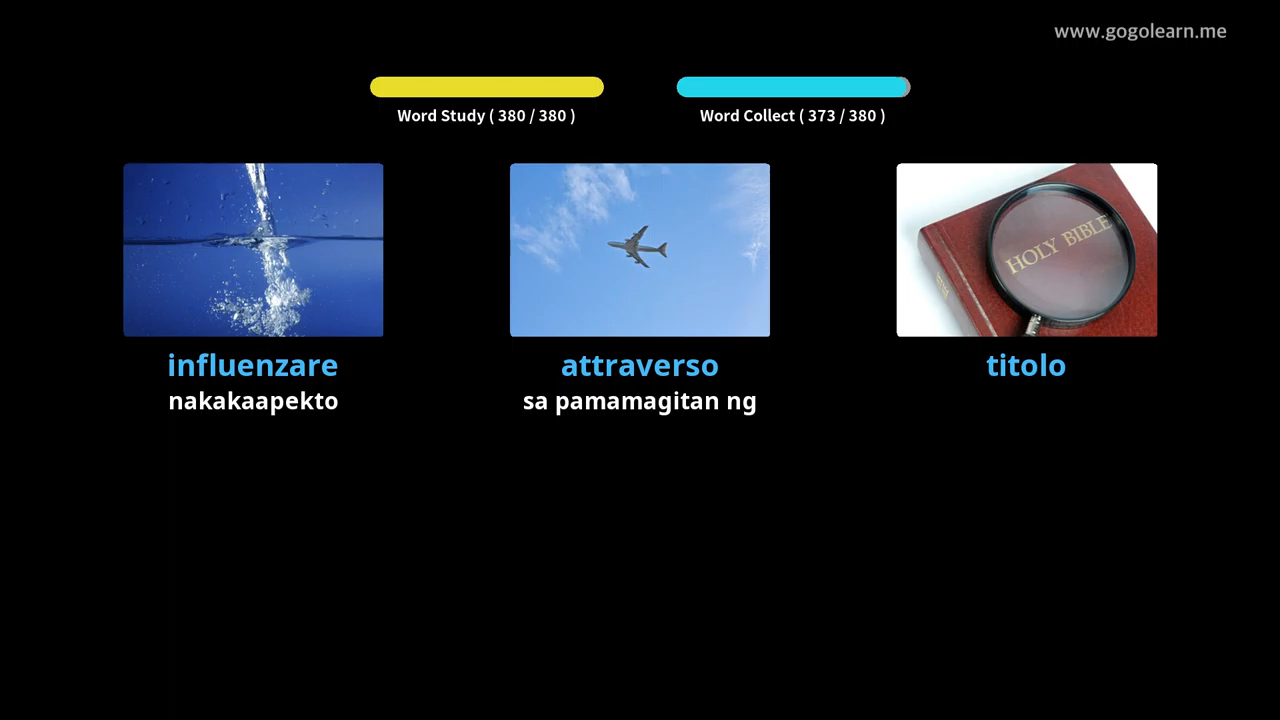 www.gogolearn.me
Word Study ( 380 / 380 )
Word Collect ( 373 / 380 )
HOLY BIBLE
influenzare
attraverso
titolo
nakakaapekto
sa pamamagitan ng